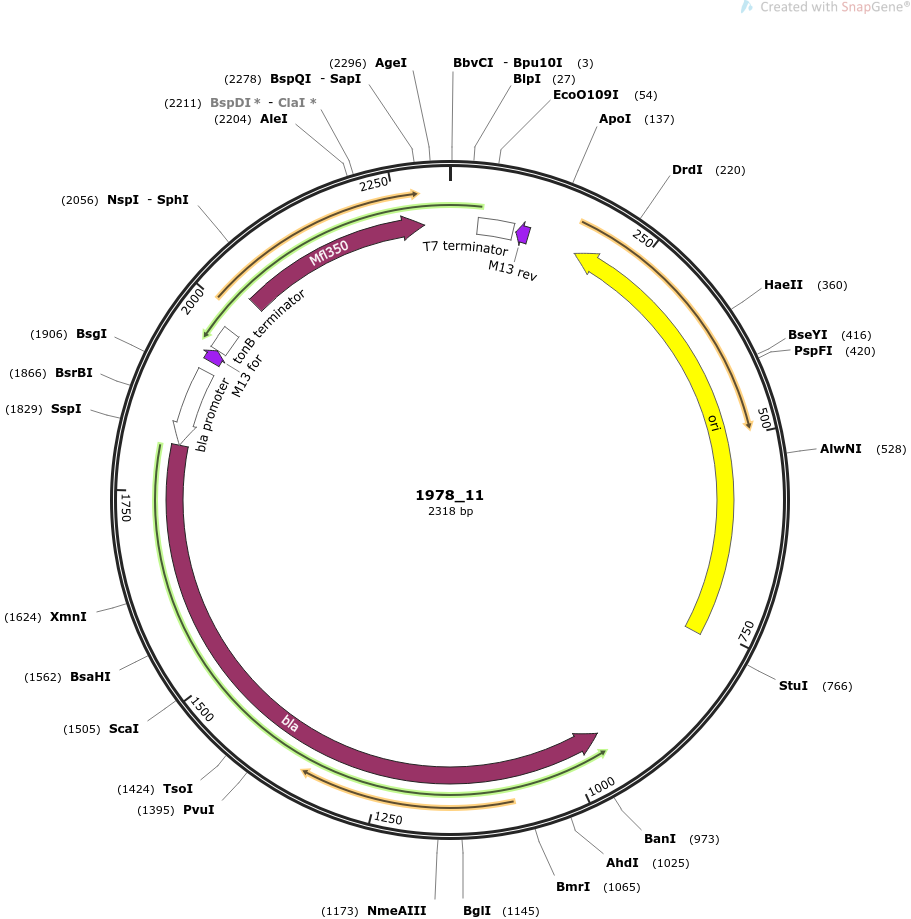 Created with SnapGene®
(2296) AgeI
BbvCI - Bpu10I (3)
(2278) BspQI - SapI
BlpI (27)
(2211) BspDI * - ClaI *
EcoO109I (54)
(2204) AleI
ApoI (137)
DrdI (220)
(2056) NspI - SphI
HaeII (360)
(1906) BsgI
BseYI (416)
PspFI (420)
(1866) BsrBI
(1829) SspI
AlwNI (528)
(1624) XmnI
(1562) BsaHI
StuI (766)
(1505) ScaI
(1424) TsoI
(1395) PvuI
BanI (973)
AhdI (1025)
BmrI (1065)
(1173) NmeAIII
BglI (1145)
2250
250
2000
500
1750
750
1500
1000
1250
Mfl350
T7 terminator
M13 rev
tonB terminator
M13 for
bla promoter
ori
bla
1978_11
2318 bp